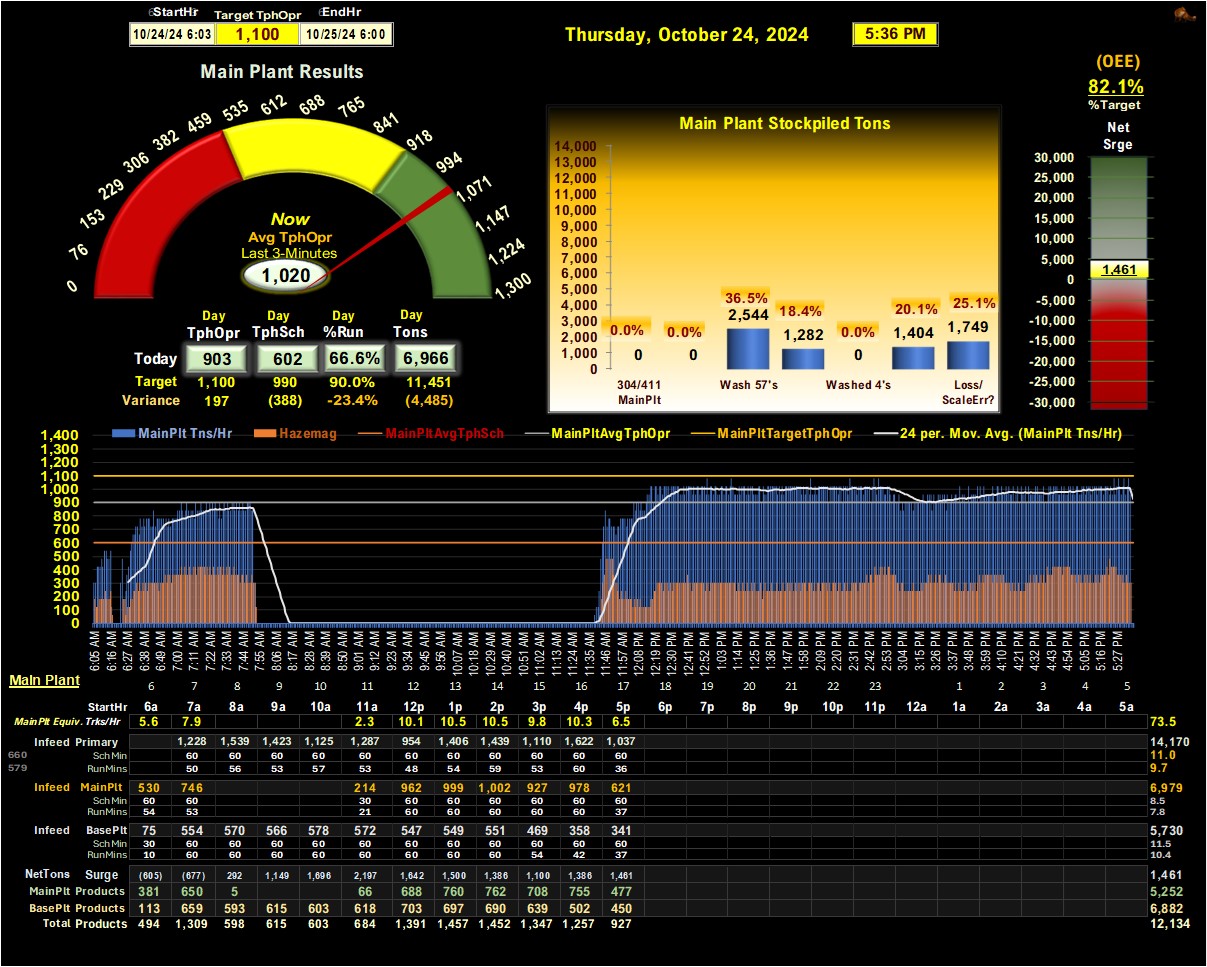 StartHr Target TphOpr EndHr
10/24/24 6:03 1,100 10/25/24 6:00
Thursday, October 24, 2024 5:36 PM
(OEE)
82.1%
%Target
Main Plant Results
0 76 153 229 306 382 459 535 612 688 765 841 918 994 1,071 1,147 1,224 1,300
Now
Avg TphOpr
Last 3-Minutes
1,020
Day Day Day Day
TphOpr TphSch %Run Tons
Today 903 602 66.6% 6,966
Target 1,100 990 90.0% 11,451
Variance 197 (388) -23.4% (4,485)
Main Plant Stockpiled Tons
14,000
13,000
12,000
11,000
10,000
9,000
8,000
7,000
6,000
5,000
4,000
3,000
2,000
1,000
0
0.0% 0.0% 36.5% 18.4% 0.0% 20.1% 25.1%
0 0 2,544 1,282 0 1,404 1,749
304/411 MainPlt Wash 57's Washed 4's Loss/ ScaleErr?
Net
Srge
30,000
25,000
20,000
15,000
10,000
5,000
1,461
0
-5,000
-10,000
-15,000
-20,000
-25,000
-30,000
MainPlt Tns/Hr Hazemag MainPltAvgTphSch MainPltAvgTphOpr MainPltTargetTphOpr 24 per. Mov. Avg. (MainPlt Tns/Hr)
1,400
1,300
1,200
1,100
1,000
900
800
700
600
500
400
300
200
100
0
6:05 AM 6:16 AM 6:27 AM 6:38 AM 6:49 AM 7:00 AM 7:11 AM 7:22 AM 7:33 AM 7:44 AM 7:55 AM 8:06 AM 8:17 AM 8:28 AM 8:39 AM 8:50 AM 9:01 AM 9:12 AM 9:23 AM 9:34 AM 9:45 AM 9:56 AM 10:07 AM 10:18 AM 10:29 AM 10:40 AM 10:51 AM 11:02 AM 11:13 AM 11:24 AM 11:35 AM 11:46 AM 11:57 AM 12:08 PM 12:19 PM 12:30 PM 12:41 PM 12:52 PM 1:03 PM 1:14 PM 1:25 PM 1:36 PM 1:47 PM 1:58 PM 2:09 PM 2:20 PM 2:31 PM 2:42 PM 2:53 PM 3:04 PM 3:15 PM 3:26 PM 3:37 PM 3:48 PM 3:59 PM 4:10 PM 4:21 PM 4:32 PM 4:43 PM 4:54 PM 5:05 PM 5:16 PM 5:27 PM
Main Plant
6 7 8 9 10 11 12 13 14 15 16 17 18 19 20 21 22 23 1 2 3 4 5
StartHr 6a 7a 8a 9a 10a 11a 12p 1p 2p 3p 4p 5p 6p 7p 8p 9p 10p 11p 12a 1a 2a 3a 4a 5a
MainPlt Equiv. Trks/Hr 5.6 7.9 2.3 10.1 10.5 10.5 9.8 10.3 6.5 73.5
Infeed Primary 1,228 1,539 1,423 1,125 1,287 954 1,406 1,439 1,110 1,622 1,037 14,170
660 SchMin 60 60 60 60 60 60 60 60 60 60 60 11.0
579 RunMins 50 56 53 57 53 48 54 59 53 60 36 9.7
Infeed MainPlt 530 746 214 962 999 1,002 927 978 621 6,979
SchMin 60 60 30 60 60 60 60 60 60 8.5
RunMins 54 53 21 60 60 60 60 60 37 7.8
Infeed BasePlt 75 554 570 566 578 572 547 549 551 469 358 341 5,730
SchMin 30 60 60 60 60 60 60 60 60 60 60 60 11.5
RunMins 10 60 60 60 60 60 60 60 60 54 42 37 10.4
NetTons Surge (605) (677) 292 1,149 1,696 2,197 1,642 1,500 1,386 1,100 1,386 1,461 1,461
MainPlt Products 381 650 5 66 688 760 762 708 755 477 5,252
BasePlt Products 113 659 593 615 603 618 703 697 690 639 502 450 6,882
Total Products 494 1,309 598 615 603 684 1,391 1,457 1,452 1,347 1,257 927 12,134